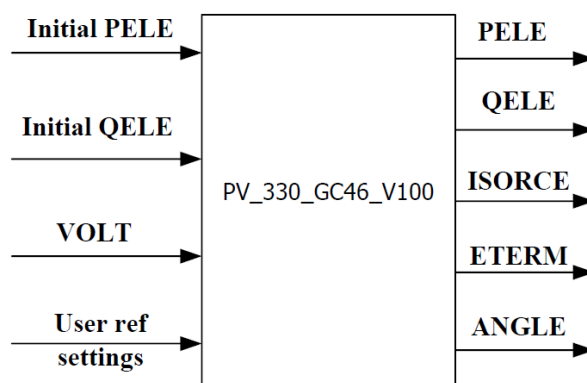 Initial PELE
Initial QELE
VOLT
User ref
settings
PV_330_GC46_V100
PELE
QELE
ISORCE
ETERM
ANGLE